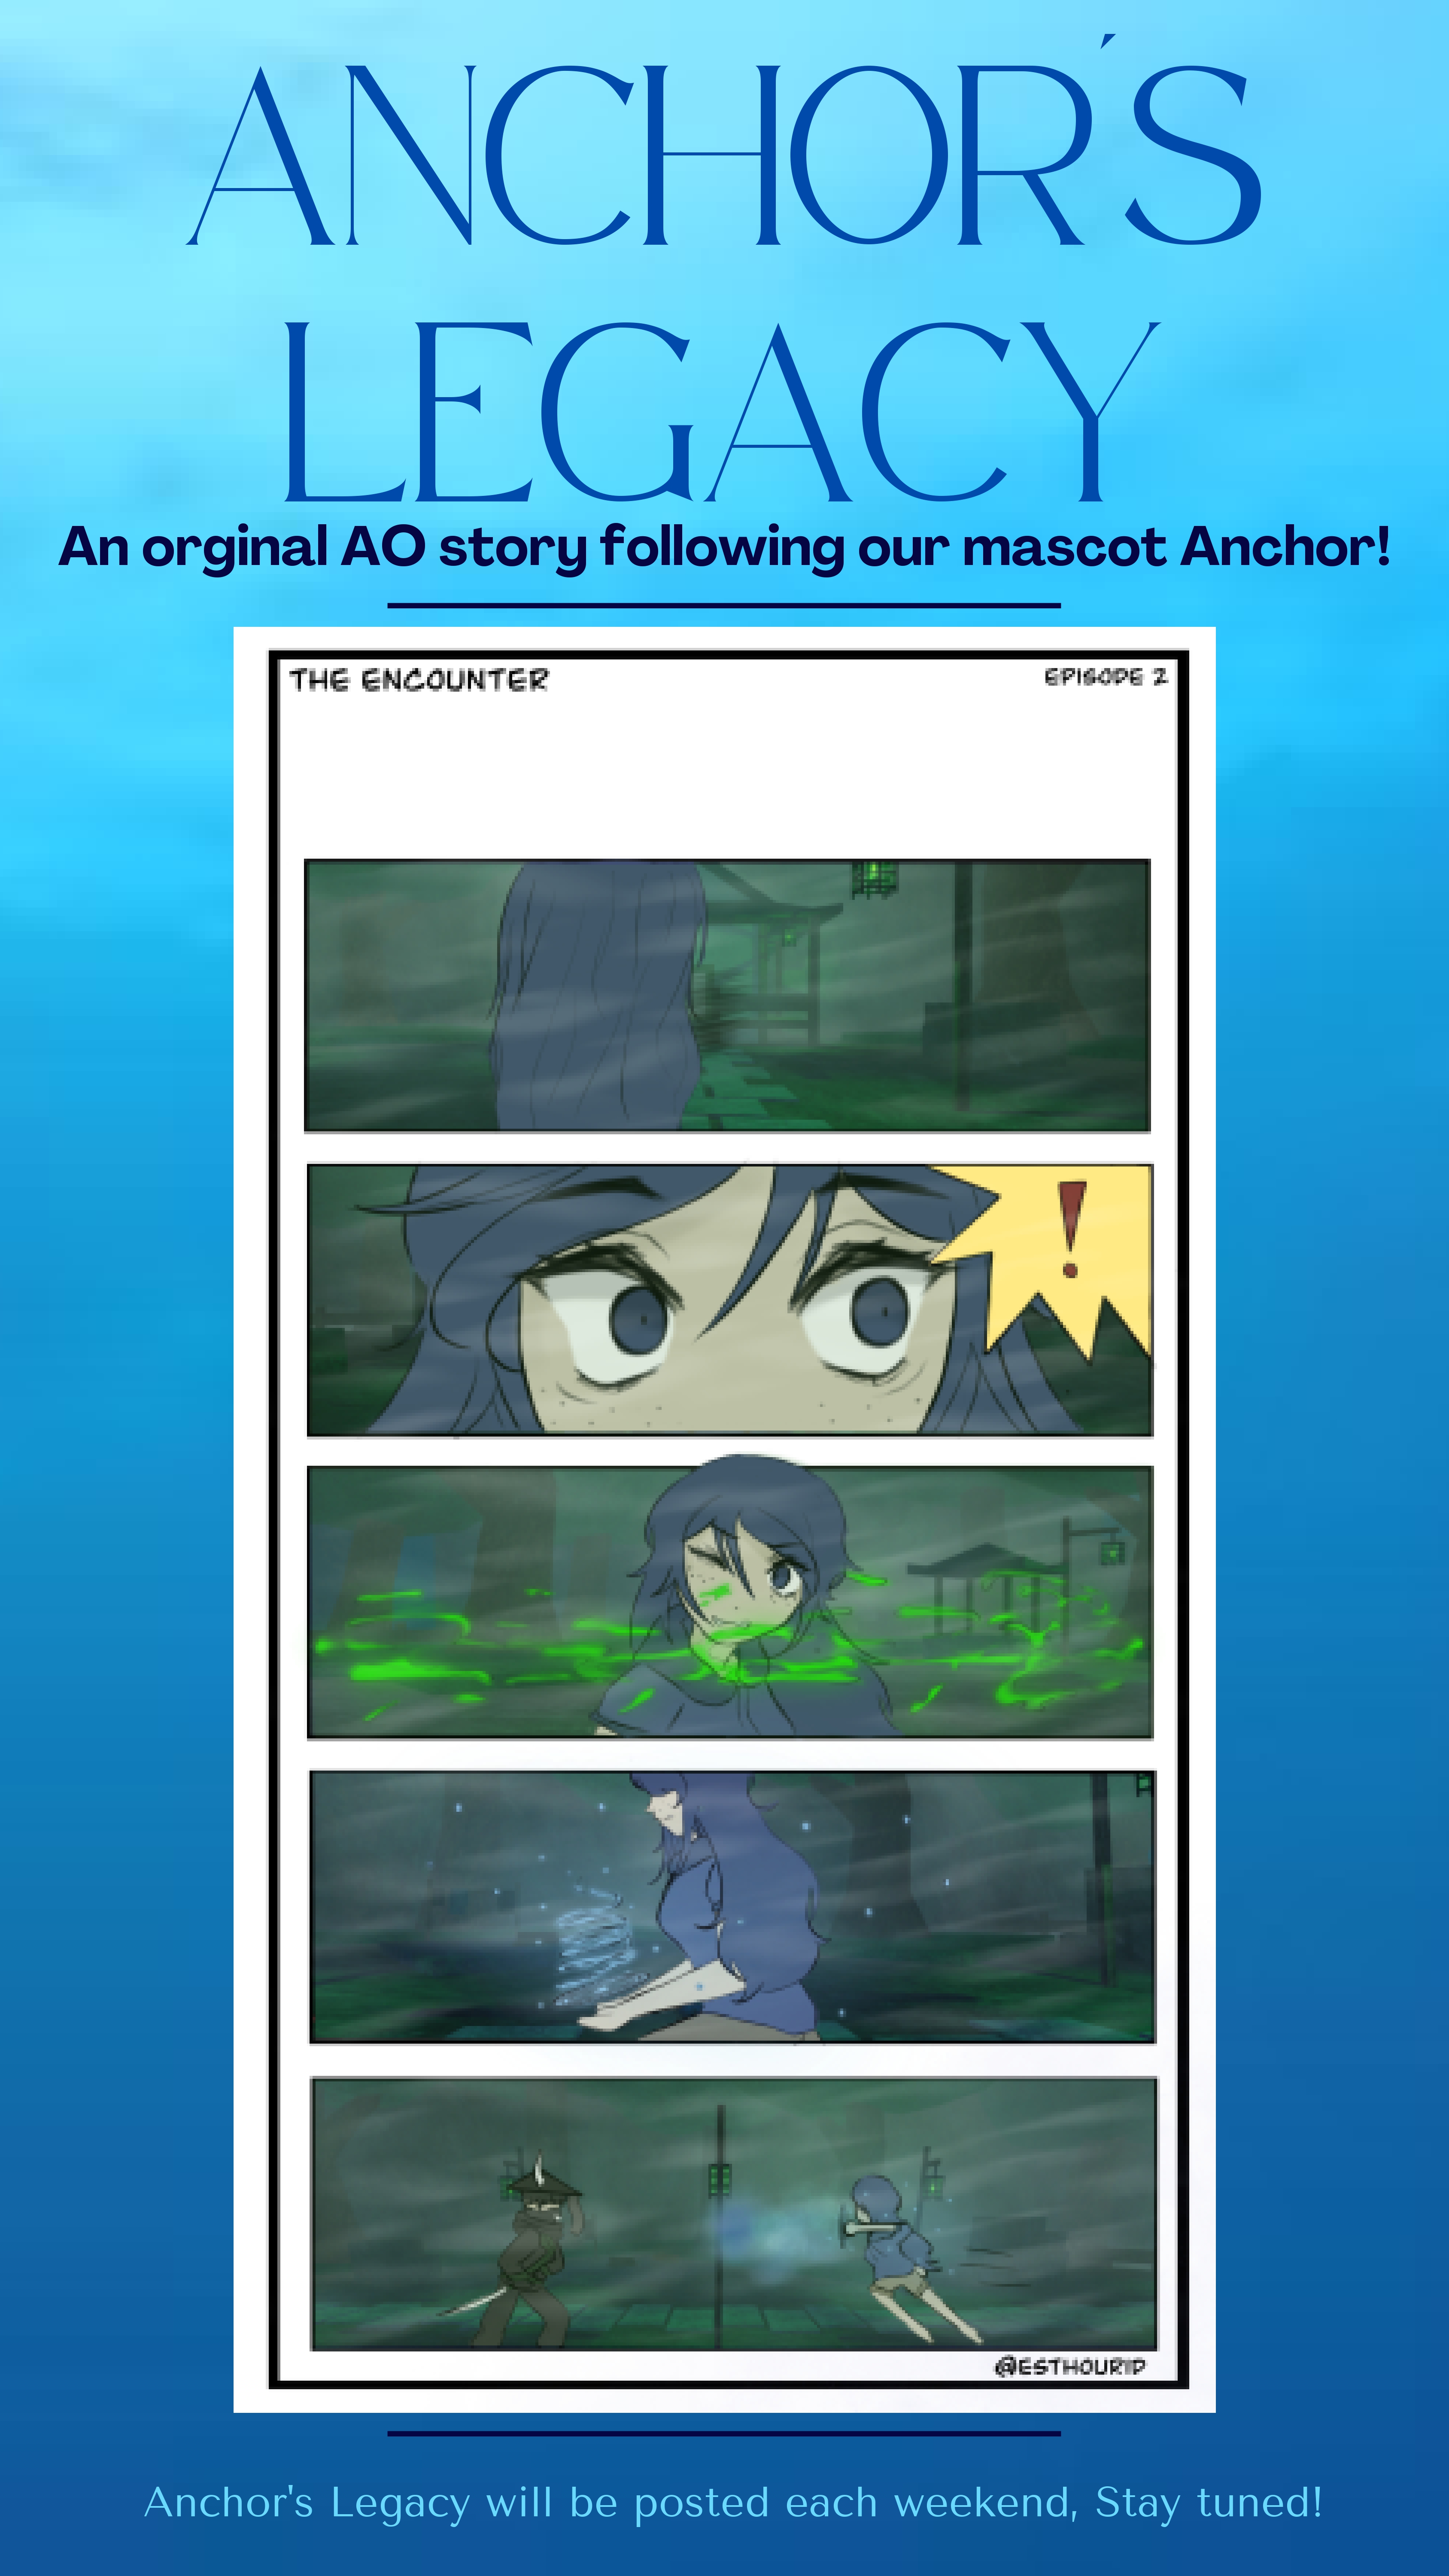 ANCHOR'S
LEGACY
An orginal AO story following our mascot Anchor!
THE ENCOUNTER
EPISODE 2
!
@ESTHOURIP
Anchor's Legacy will be posted each weekend, Stay tuned!